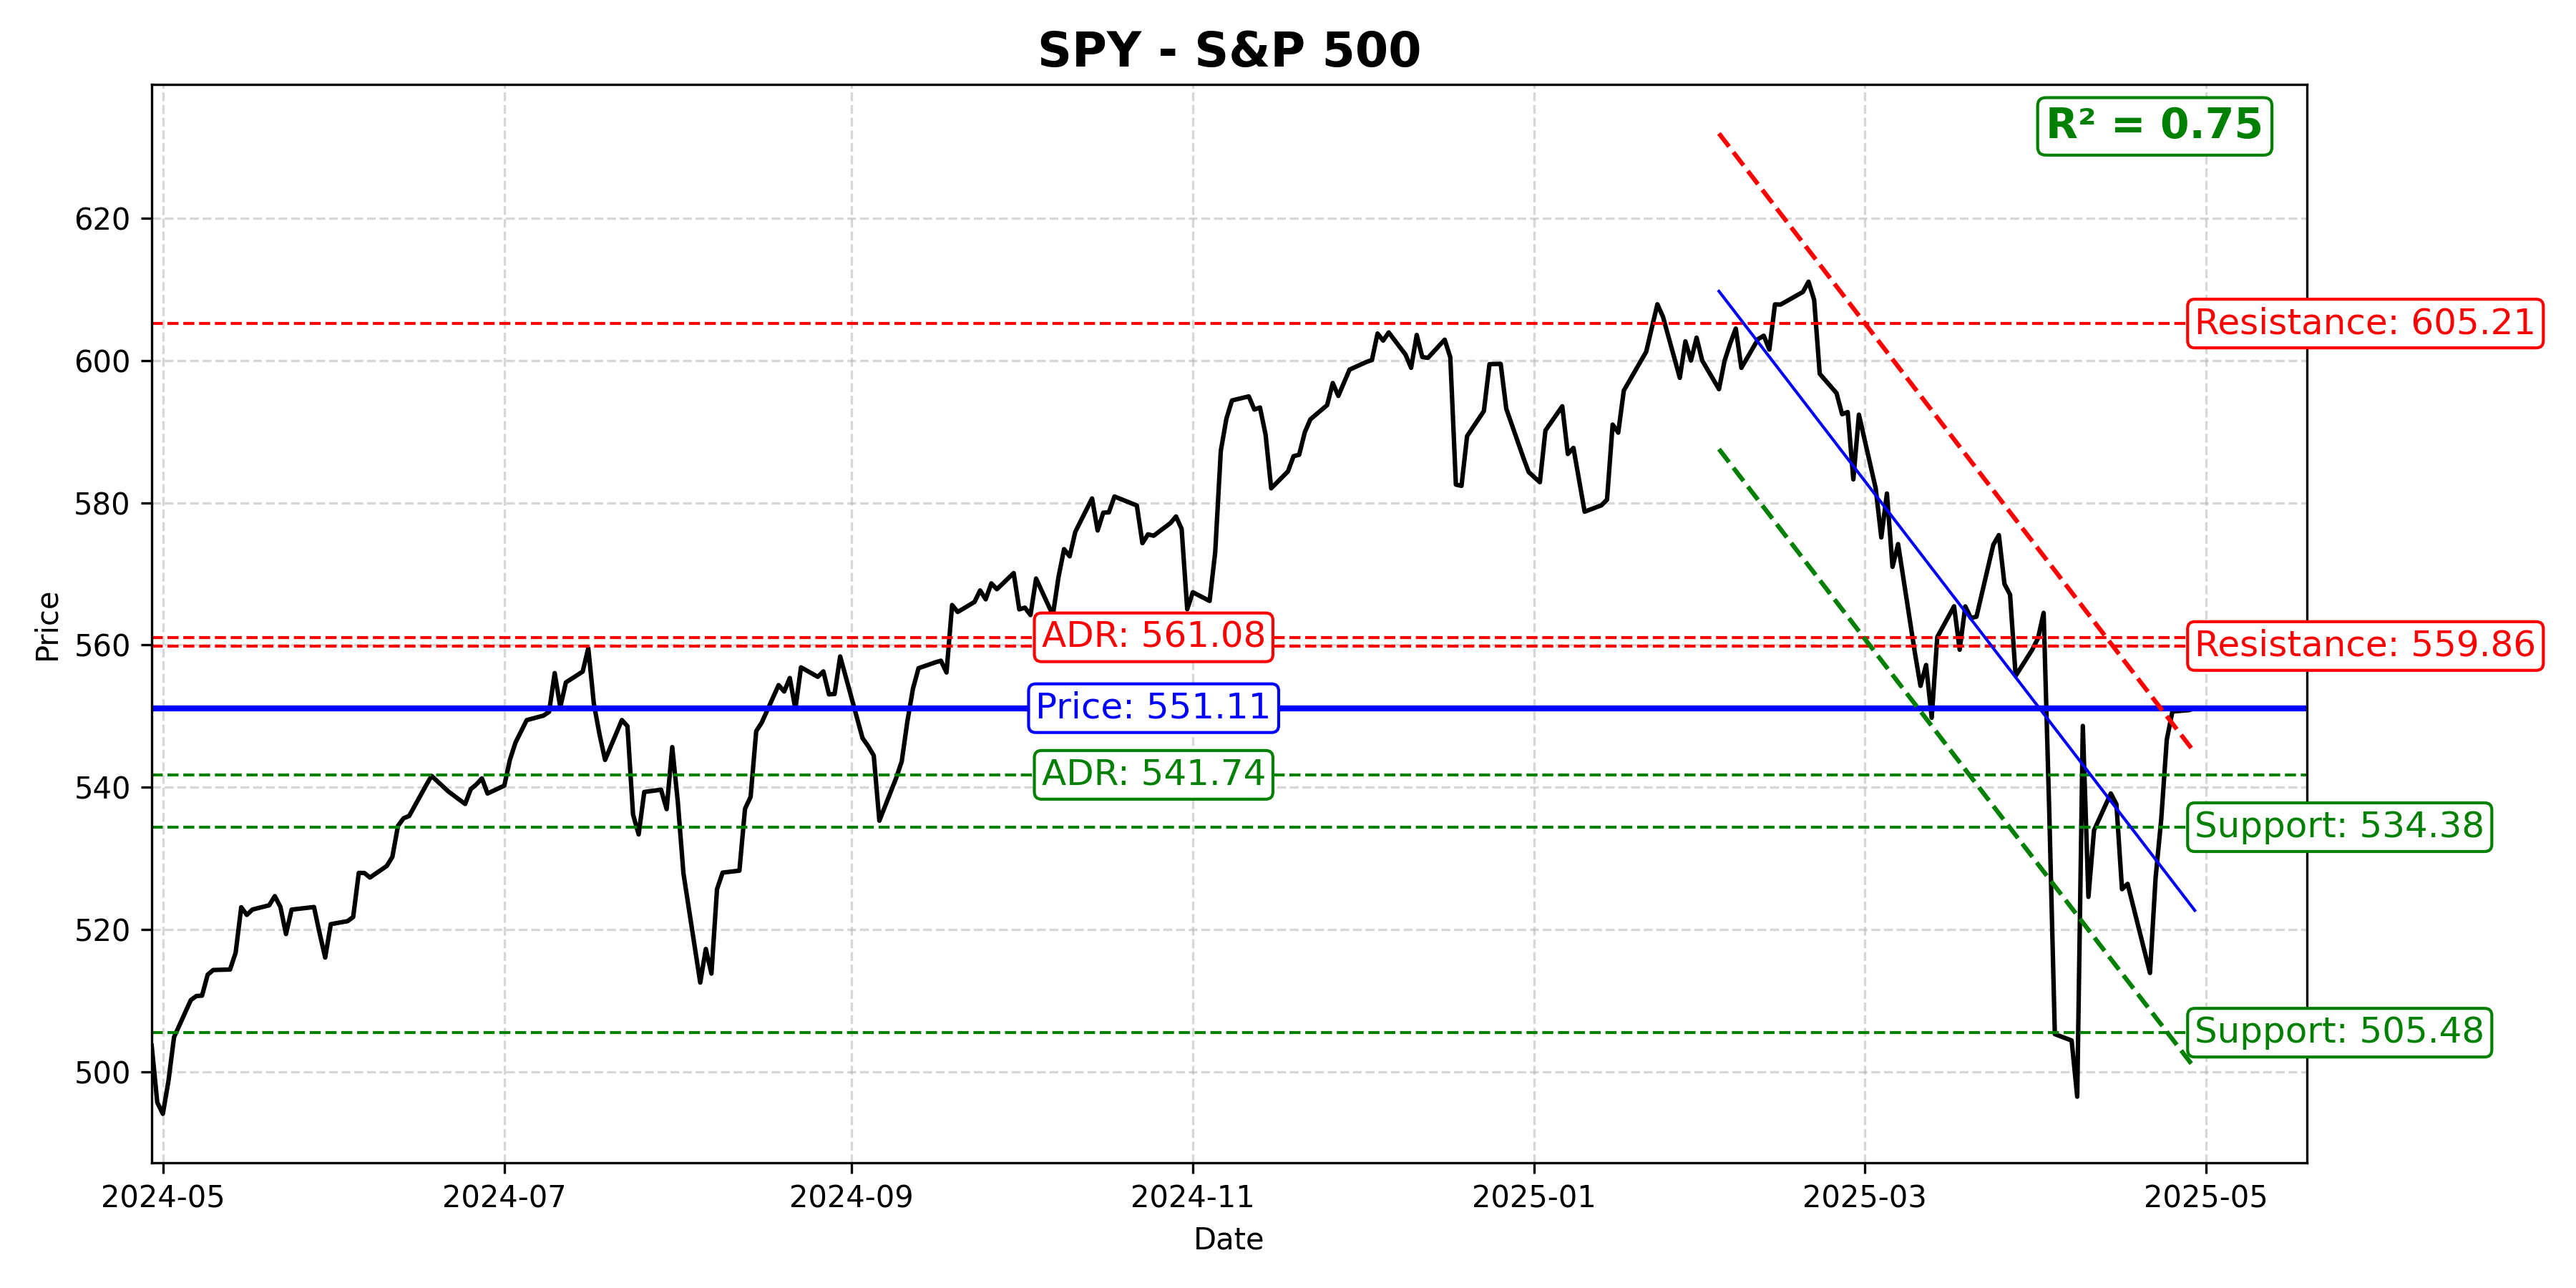 SPY - S&P 500
R² = 0.75
Price
620
600
580
560
540
520
500
Resistance: 605.21
ADR: 561.08
Resistance: 559.86
Price: 551.11
ADR: 541.74
Support: 534.38
Support: 505.48
2024-05
2024-07
2024-09
2024-11
2025-01
2025-03
2025-05
Date